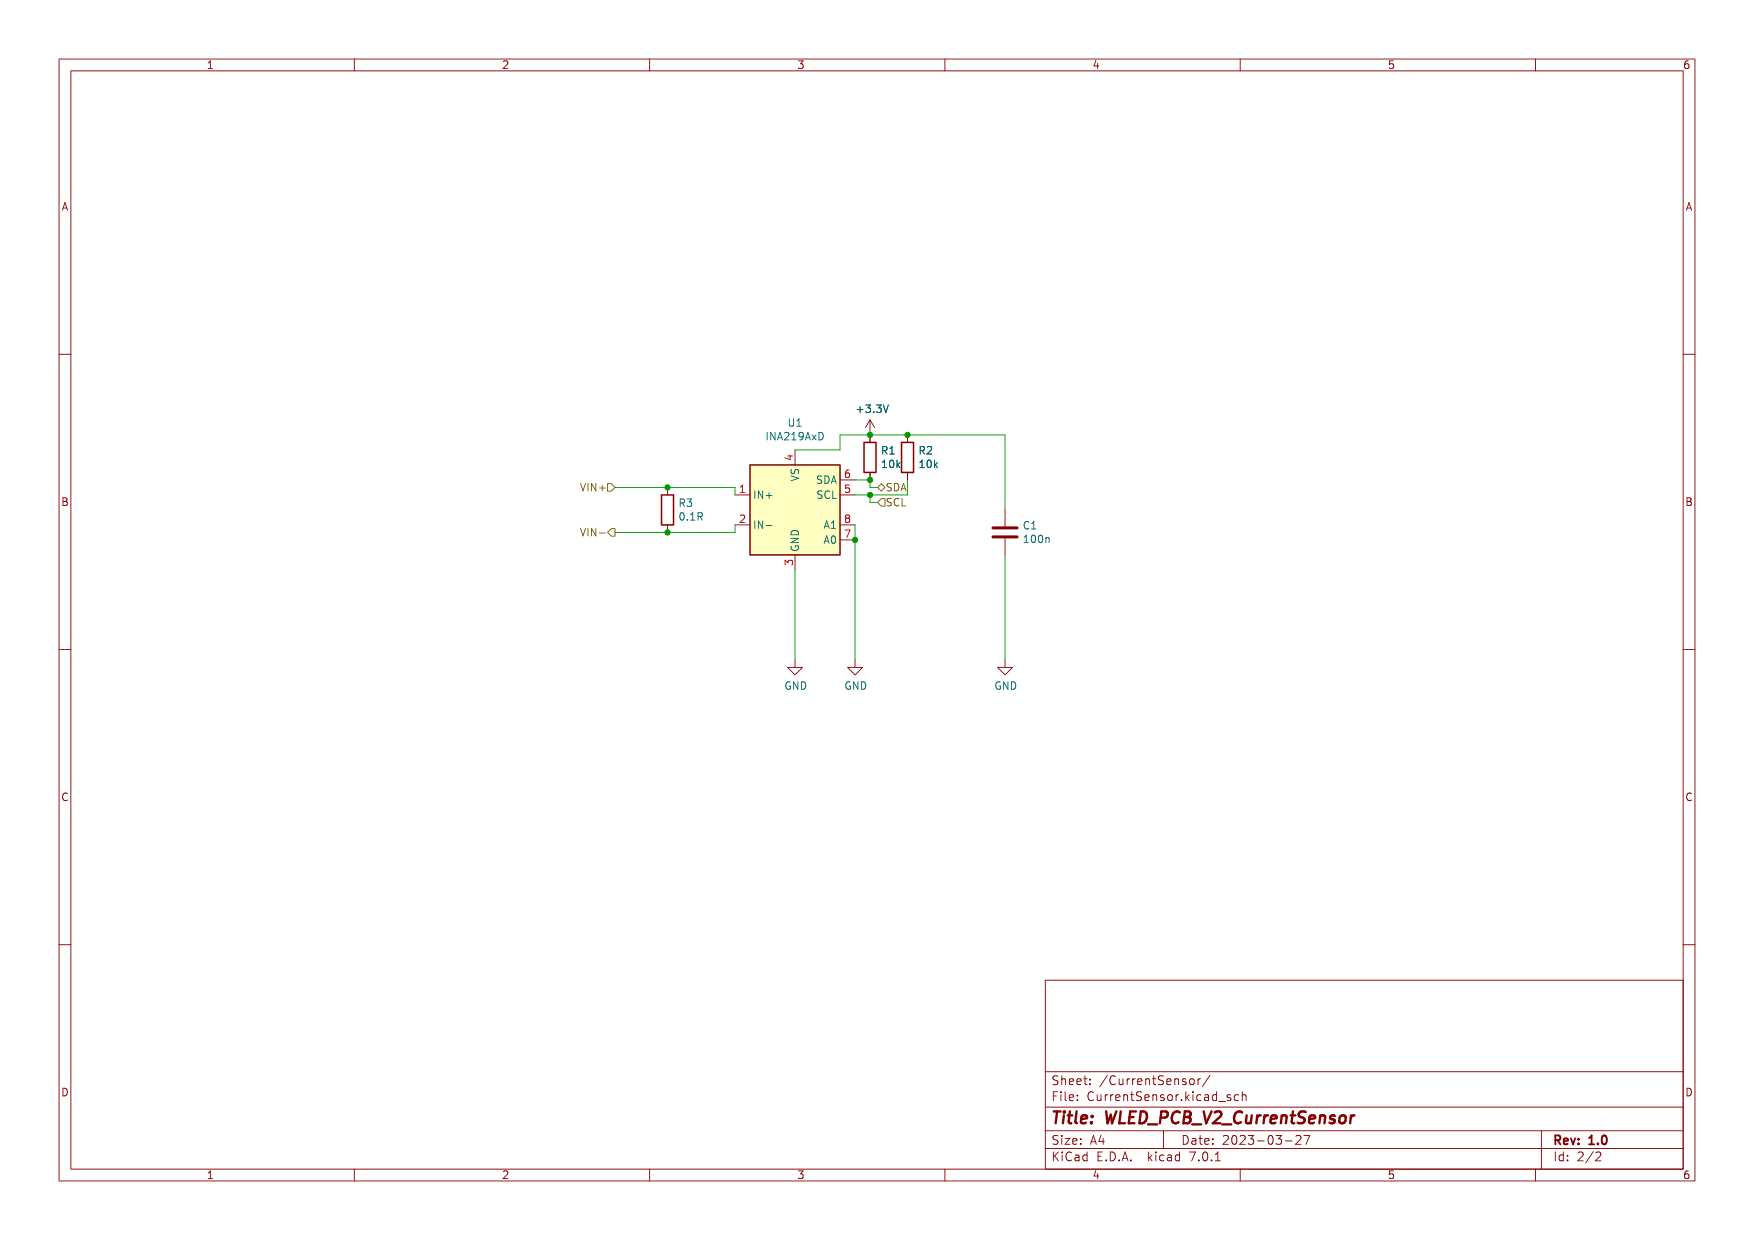 1 2 3 4 5 6
A A
+3.3V
U1
INA219AxD
R1
10k
R2
10k
4
VS
VIN+
1 IN+
R3
0.1R
VIN-
2 IN-
SDA 6
SCL 5
SDA
SCL
A1 8
A0 7
GND
3
C1
100n
B B
GND GND GND
C C
D D
Sheet: /CurrentSensor/
File: CurrentSensor.kicad_sch
Title: WLED_PCB_V2_CurrentSensor
Size: A4 Date: 2023-03-27 Rev: 1.0
KiCad E.D.A. kicad 7.0.1 Id: 2/2
1 2 3 4 5 6